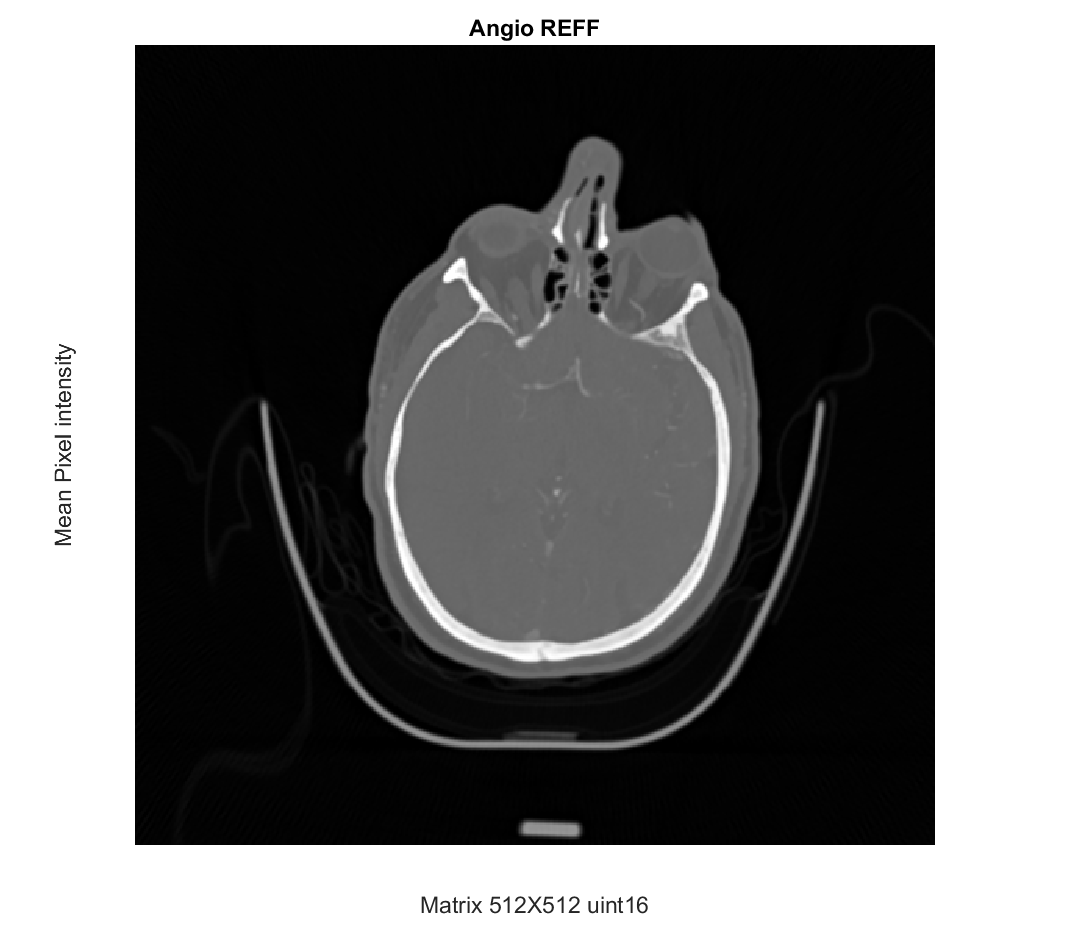 Angio REFF
Mean Pixel intensity
Matrix 512X512 uint16